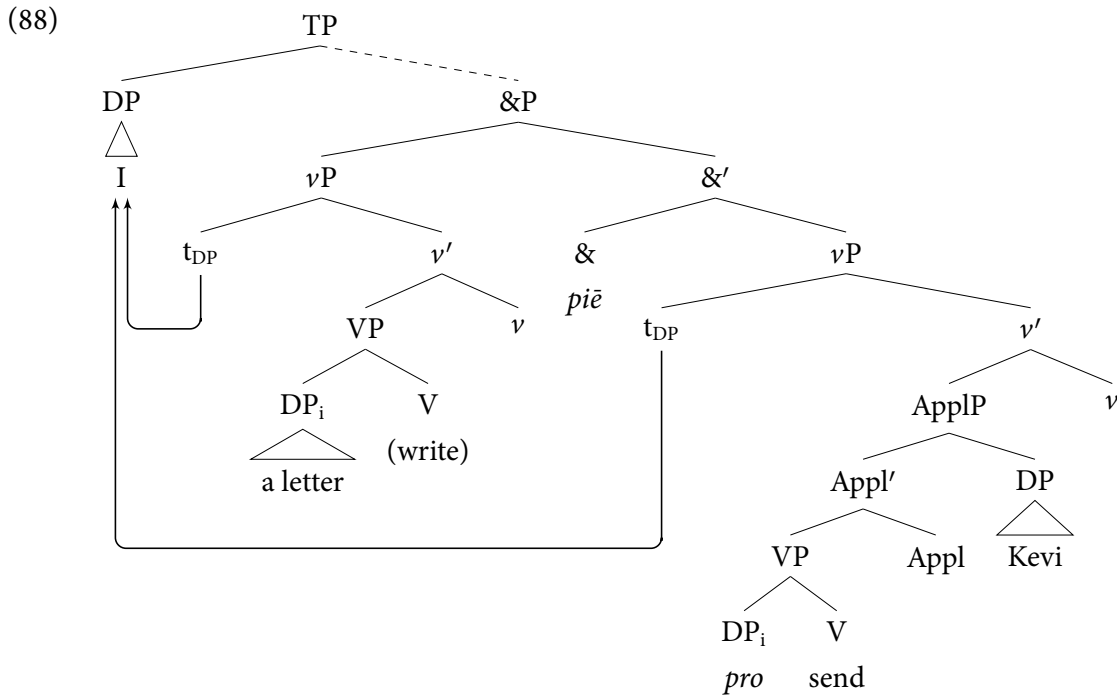 (88)
TP
DP &P
I vP &′
t_DP v′ & vP
piē
VP v t_DP v′
DP_i V ApplP v
a letter (write)
Appl′ DP
VP Appl Kevi
DP_i V
pro send